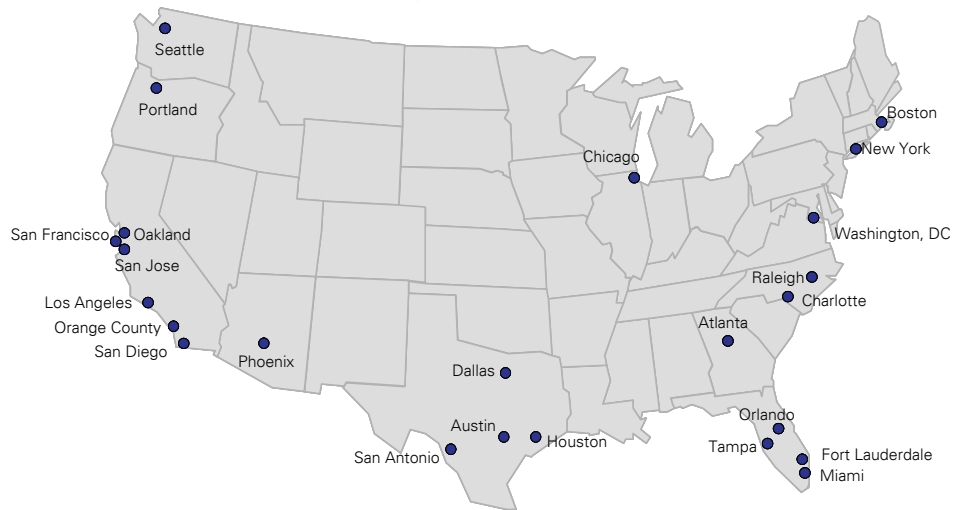 Seattle
Portland
Boston
New York
Chicago
San Francisco
Oakland
Washington, DC
San Jose
Raleigh
Los Angeles
Charlotte
Orange County
Atlanta
San Diego
Phoenix
Dallas
Orlando
Austin
Houston
Tampa
San Antonio
Fort Lauderdale
Miami